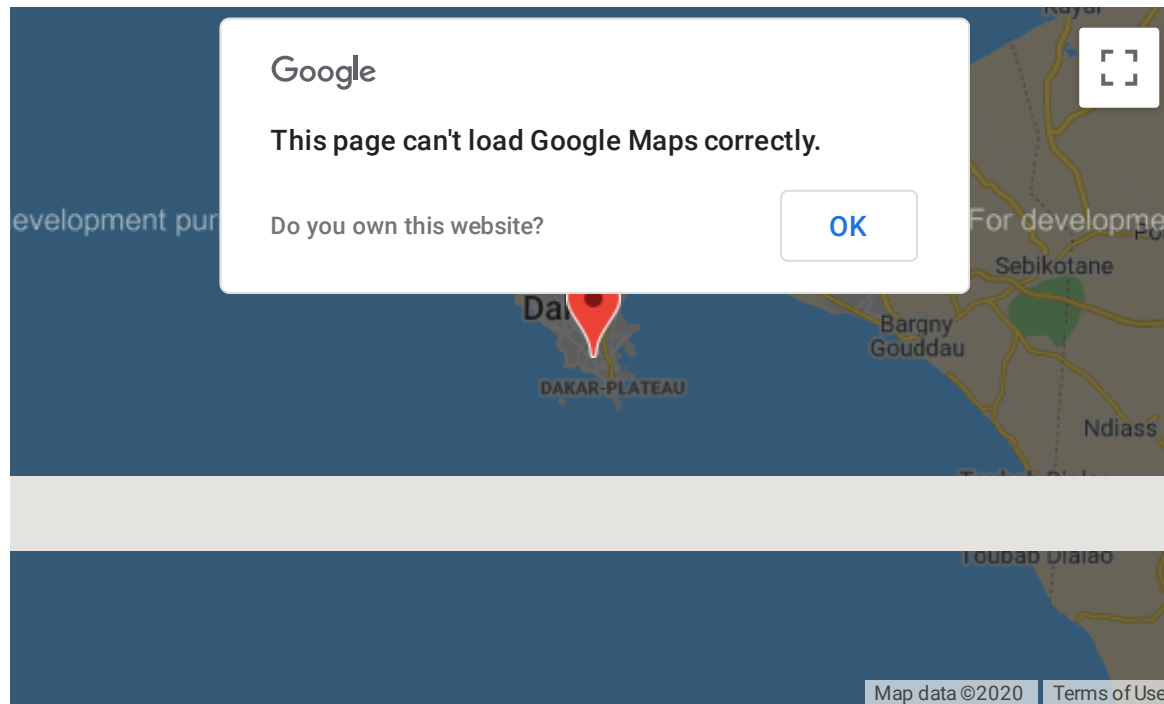 Kayar
Google
This page can't load Google Maps correctly.
evelopment pur
Do you own this website?
OK
For developme
Sebikotane
Bargny
Gouddau
DAKAR-PLATEAU
Ndiass
Toubab Dialao
Map data ©2020
Terms of Use